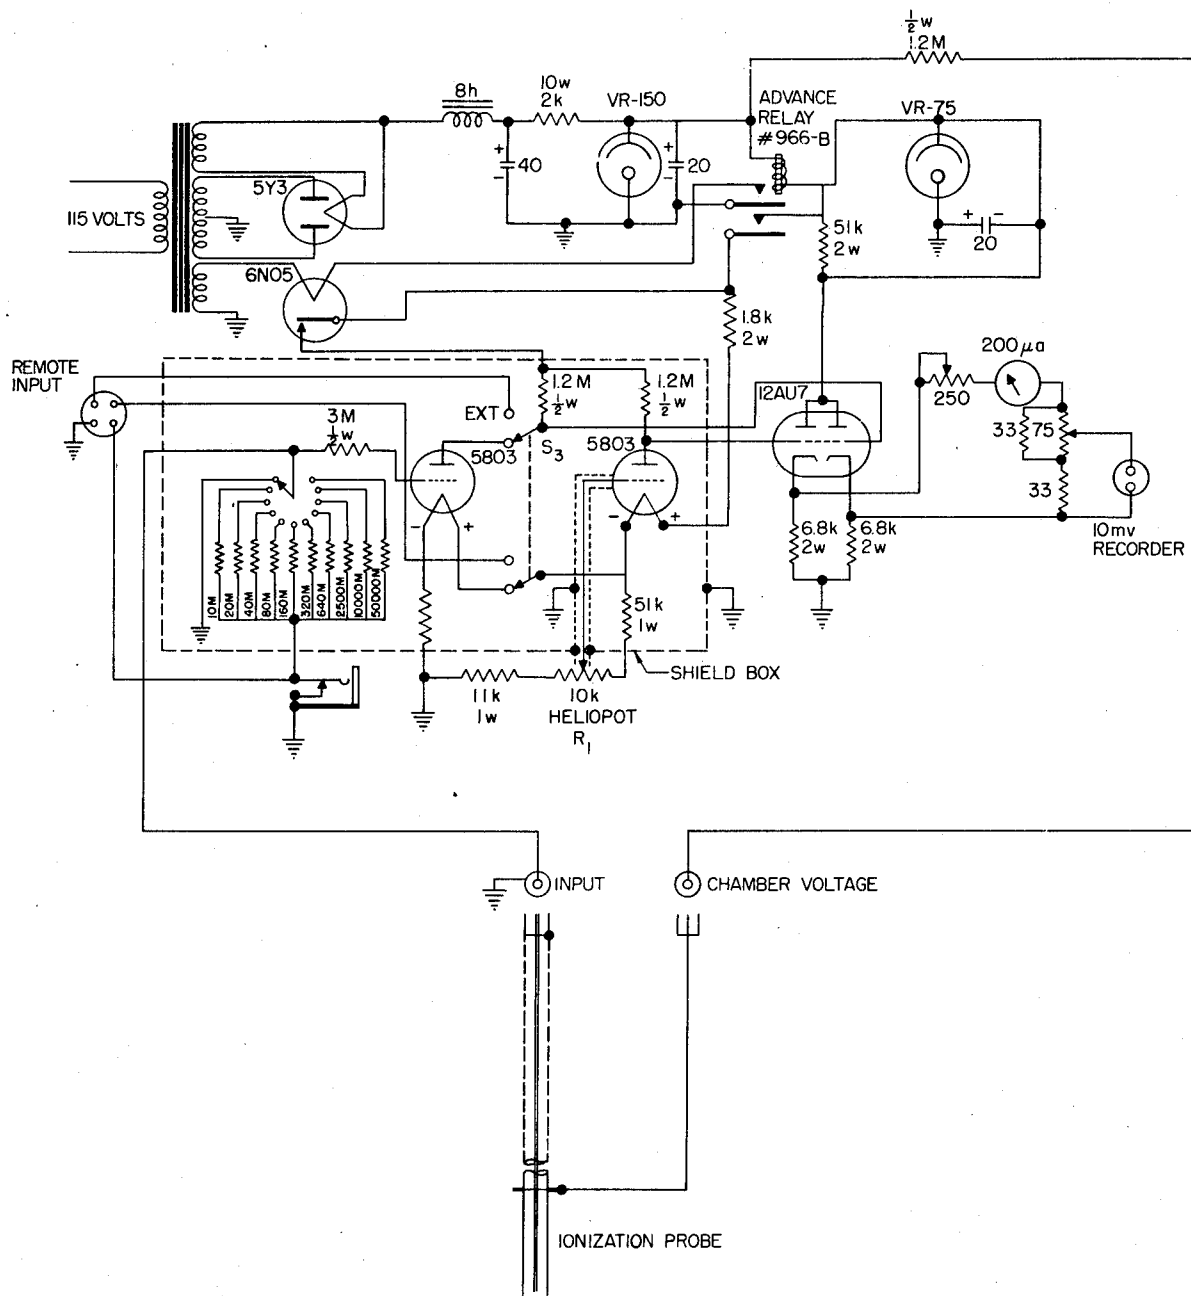 ½w
1.2M
8h
10w
2k
VR-150
ADVANCE
RELAY
#966-B
VR-75
+
40
-
+
20
-
5Y3
115 VOLTS
51k
2w
+ -
20
6N05
1.8k
2w
200 µa
REMOTE
INPUT
1.2M
½w
1.2M
½w
12AU7
250
EXT
3M
½w
33
75
5803
S3
5803
33
- +
- +
10mv
RECORDER
6.8k
2w
6.8k
2w
10M
20M
40M
80M
160M
320M
640M
2500M
10000M
50000M
51k
1w
SHIELD BOX
11k
1w
10k
HELIOPOT
R1
INPUT
CHAMBER VOLTAGE
IONIZATION PROBE